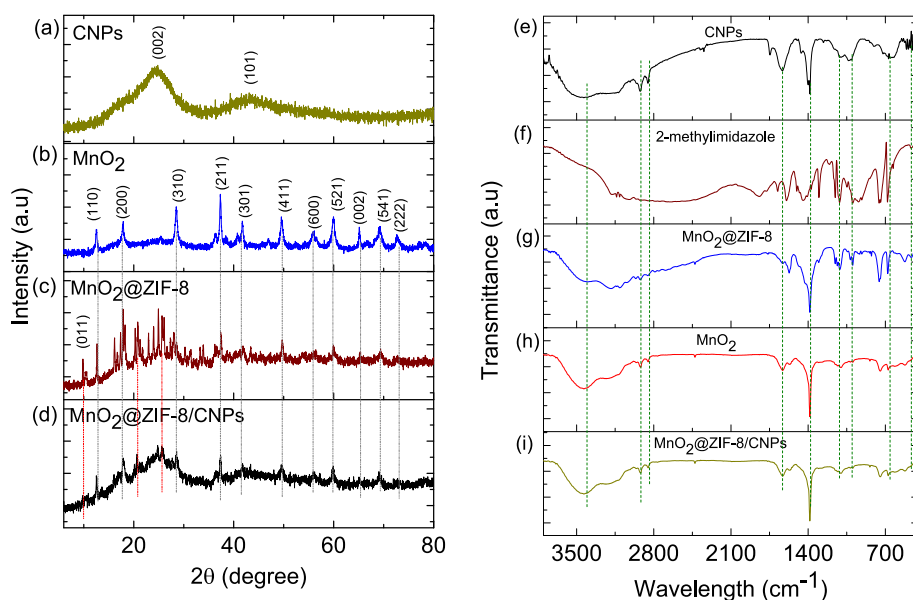 (a)
CNPs
(002)
(101)
(b)
MnO₂
(110)
(200)
(310)
(211)
(301)
(411)
(600)
(521)
(002)
(541)
(222)
(c)
MnO₂@ZIF-8
(011)
(d)
MnO₂@ZIF-8/CNPs
20
40
60
80
2θ (degree)
Intensity (a.u)
(e)
CNPs
(f)
2-methylimidazole
(g)
MnO₂@ZIF-8
(h)
MnO₂
(i)
MnO₂@ZIF-8/CNPs
3500
2800
2100
1400
700
Wavelength (cm⁻¹)
Transmittance (a.u)